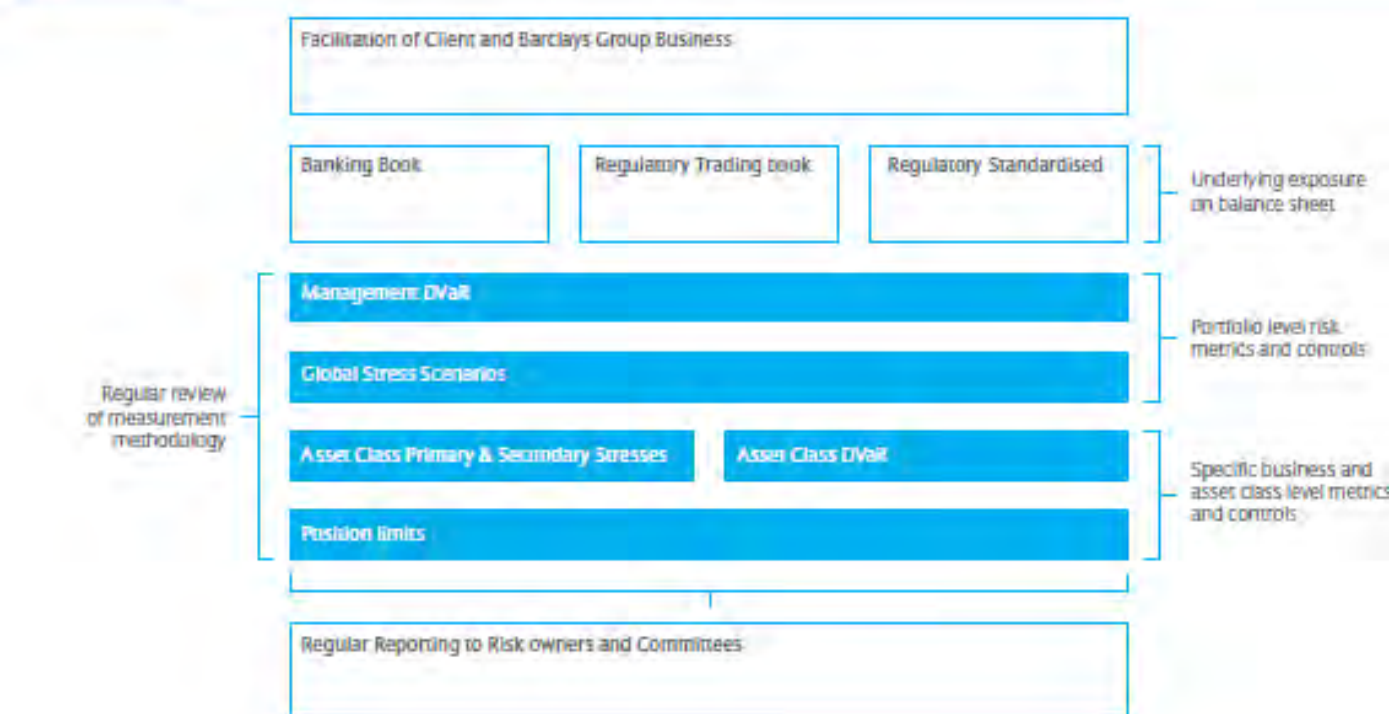 Facilitation of Client and Barclays Group Business
Banking Book
Regulatory Trading book
Regulatory Standardised
Underlying exposure
on balance sheet
Management DVaR
Portfolio level risk
metrics and controls
Global Stress Scenarios
Regular review
of measurement
methodology
Asset Class Primary & Secondary Stresses
Asset Class DVaR
Specific business and
asset class level metrics
and controls
Position limits
Regular Reporting to Risk owners and Committees